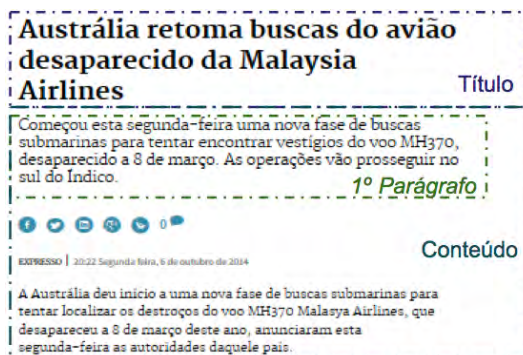 Austrália retoma buscas do avião
desaparecido da Malaysia
Airlines
Título
Começou esta segunda-feira uma nova fase de buscas
submarinas para tentar encontrar vestígios do voo MH370,
desaparecido a 8 de março. As operações vão prosseguir no
sul do Índico.
1º Parágrafo
0
Conteúdo
EXPRESSO | 20:22 Segunda feira, 6 de outubro de 2014
A Austrália deu início a uma nova fase de buscas submarinas para
tentar localizar os destroços do voo MH370 Malasya Airlines, que
desapareceu a 8 de março deste ano, anunciaram esta
segunda-feira as autoridades daquele país.